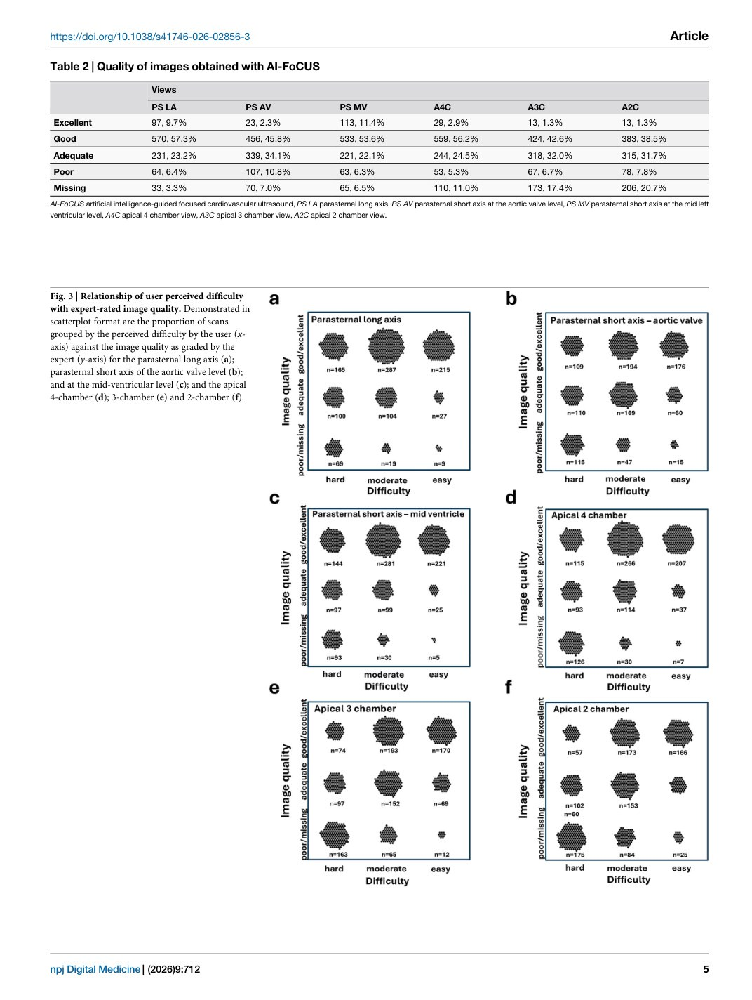 https://doi.org/10.1038/s41746-026-02856-3
Article
Table 2 | Quality of images obtained with AI-FoCUS
Views
PS LA PS AV PS MV A4C A3C A2C
Excellent 97, 9.7% 23, 2.3% 113, 11.4% 29, 2.9% 13, 1.3% 13, 1.3%
Good 570, 57.3% 456, 45.8% 533, 53.6% 559, 56.2% 424, 42.6% 383, 38.5%
Adequate 231, 23.2% 339, 34.1% 221, 22.1% 244, 24.5% 318, 32.0% 315, 31.7%
Poor 64, 6.4% 107, 10.8% 63, 6.3% 53, 5.3% 67, 6.7% 78, 7.8%
Missing 33, 3.3% 70, 7.0% 65, 6.5% 110, 11.0% 173, 17.4% 206, 20.7%
AI-FoCUS artificial intelligence-guided focused cardiovascular ultrasound, PS LA parasternal long axis, PS AV parasternal short axis at the aortic valve level, PS MV parasternal short axis at the mid left
ventricular level, A4C apical 4 chamber view, A3C apical 3 chamber view, A2C apical 2 chamber view.
Fig. 3 | Relationship of user perceived difficulty
with expert-rated image quality. Demonstrated in
scatterplot format are the proportion of scans
grouped by the perceived difficulty by the user (x-
axis) against the image quality as graded by the
expert (y-axis) for the parasternal long axis (a);
parasternal short axis of the aortic valve level (b);
and at the mid-ventricular level (c); and the apical
4-chamber (d); 3-chamber (e) and 2-chamber (f).
a
Parasternal long axis
Image quality
good/excellent
adequate
poor/missing
n=165 n=287 n=215
n=100 n=104 n=27
n=69 n=19 n=9
hard moderate easy
Difficulty
b
Parasternal short axis – aortic valve
Image quality
good/excellent
adequate
poor/missing
n=109 n=194 n=176
n=110 n=169 n=60
n=115 n=47 n=15
hard moderate easy
Difficulty
c
Parasternal short axis – mid ventricle
Image quality
good/excellent
adequate
poor/missing
n=144 n=281 n=221
n=97 n=99 n=25
n=93 n=30 n=5
hard moderate easy
Difficulty
d
Apical 4 chamber
Image quality
good/excellent
adequate
poor/missing
n=115 n=266 n=207
n=93 n=114 n=37
n=126 n=30 n=7
hard moderate easy
Difficulty
e
Apical 3 chamber
Image quality
good/excellent
adequate
poor/missing
n=74 n=193 n=170
n=97 n=152 n=69
n=163 n=65 n=12
hard moderate easy
Difficulty
f
Apical 2 chamber
Image quality
good/excellent
adequate
poor/missing
n=57 n=173 n=166
n=102 n=153
n=60
n=175 n=84 n=25
hard moderate easy
Difficulty
npj Digital Medicine | (2026)9:712
5